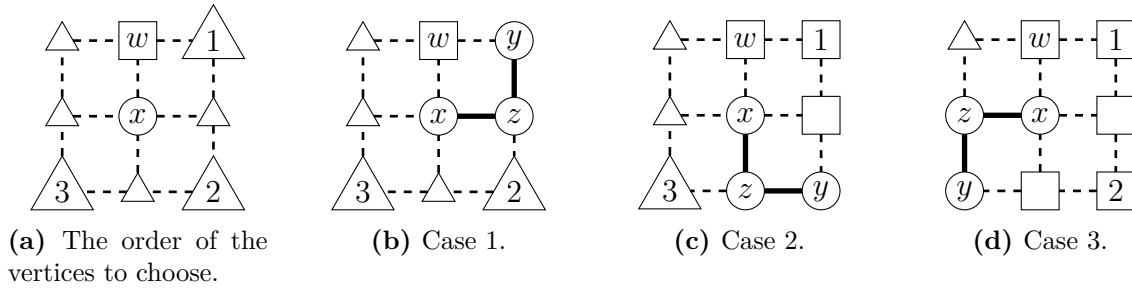 w 1 w y w 1 w 1
x x z x z x
3 2 3 2 3 z y y 2
(a) The order of the (b) Case 1. (c) Case 2. (d) Case 3.
vertices to choose.